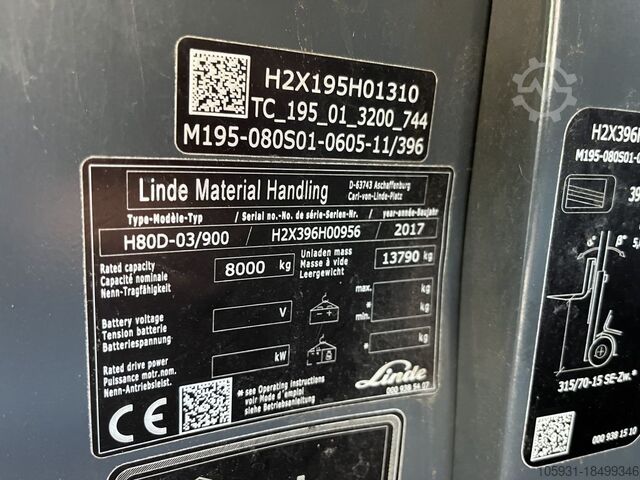 H2X195H01310
TC_195_01_3200_744
M195-080S01-0605-11/396
Linde Material Handling
D-63743 Aschaffenburg
Carl-von-Linde-Platz
Type-Modèle-Typ / Serial no.-No. de série-Serien-Nr. / year-année-Baujahr
H80D-03/900 / H2X396H00956 / 2017
Rated capacity
Capacité nominale
Nenn-Tragfähigkeit
8000 kg
Unladen mass
Masse à vide
Leergewicht
13790 kg
Battery voltage
Tension batterie
Batteriespannung
V
- +
max. kg
* min. kg
Rated drive power
Puissance motr.nom.
Nenn-Antriebsleist.
kW
* kg
CE
* see Operating instructions
voir Mode d'emploi
siehe Betriebsanleitung
Linde
000 938 54 07
H2X396H
M195-080S01-0
39
α° β° 5/
315/70-15 SE-Zw.*
000 938 15 10
105931-18499346